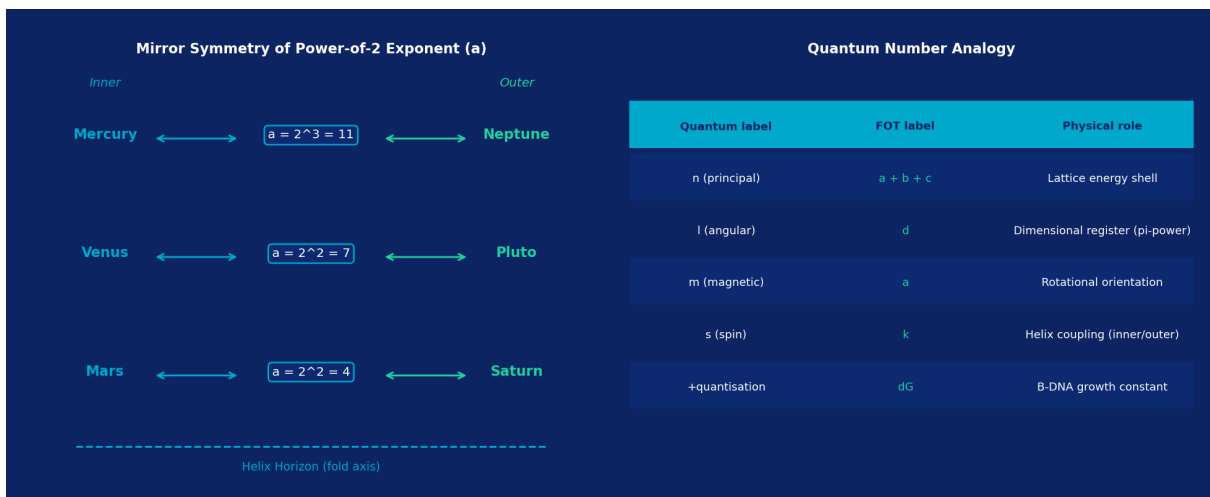 Mirror Symmetry of Power-of-2 Exponent (a)
Inner
Outer
Mercury
a = 2^3 = 11
Neptune
Venus
a = 2^2 = 7
Pluto
Mars
a = 2^2 = 4
Saturn
Helix Horizon (fold axis)
Quantum Number Analogy
Quantum label FOT label Physical role
n (principal) a + b + c Lattice energy shell
l (angular) d Dimensional register (pi-power)
m (magnetic) a Rotational orientation
s (spin) k Helix coupling (inner/outer)
+quantisation dG B-DNA growth constant